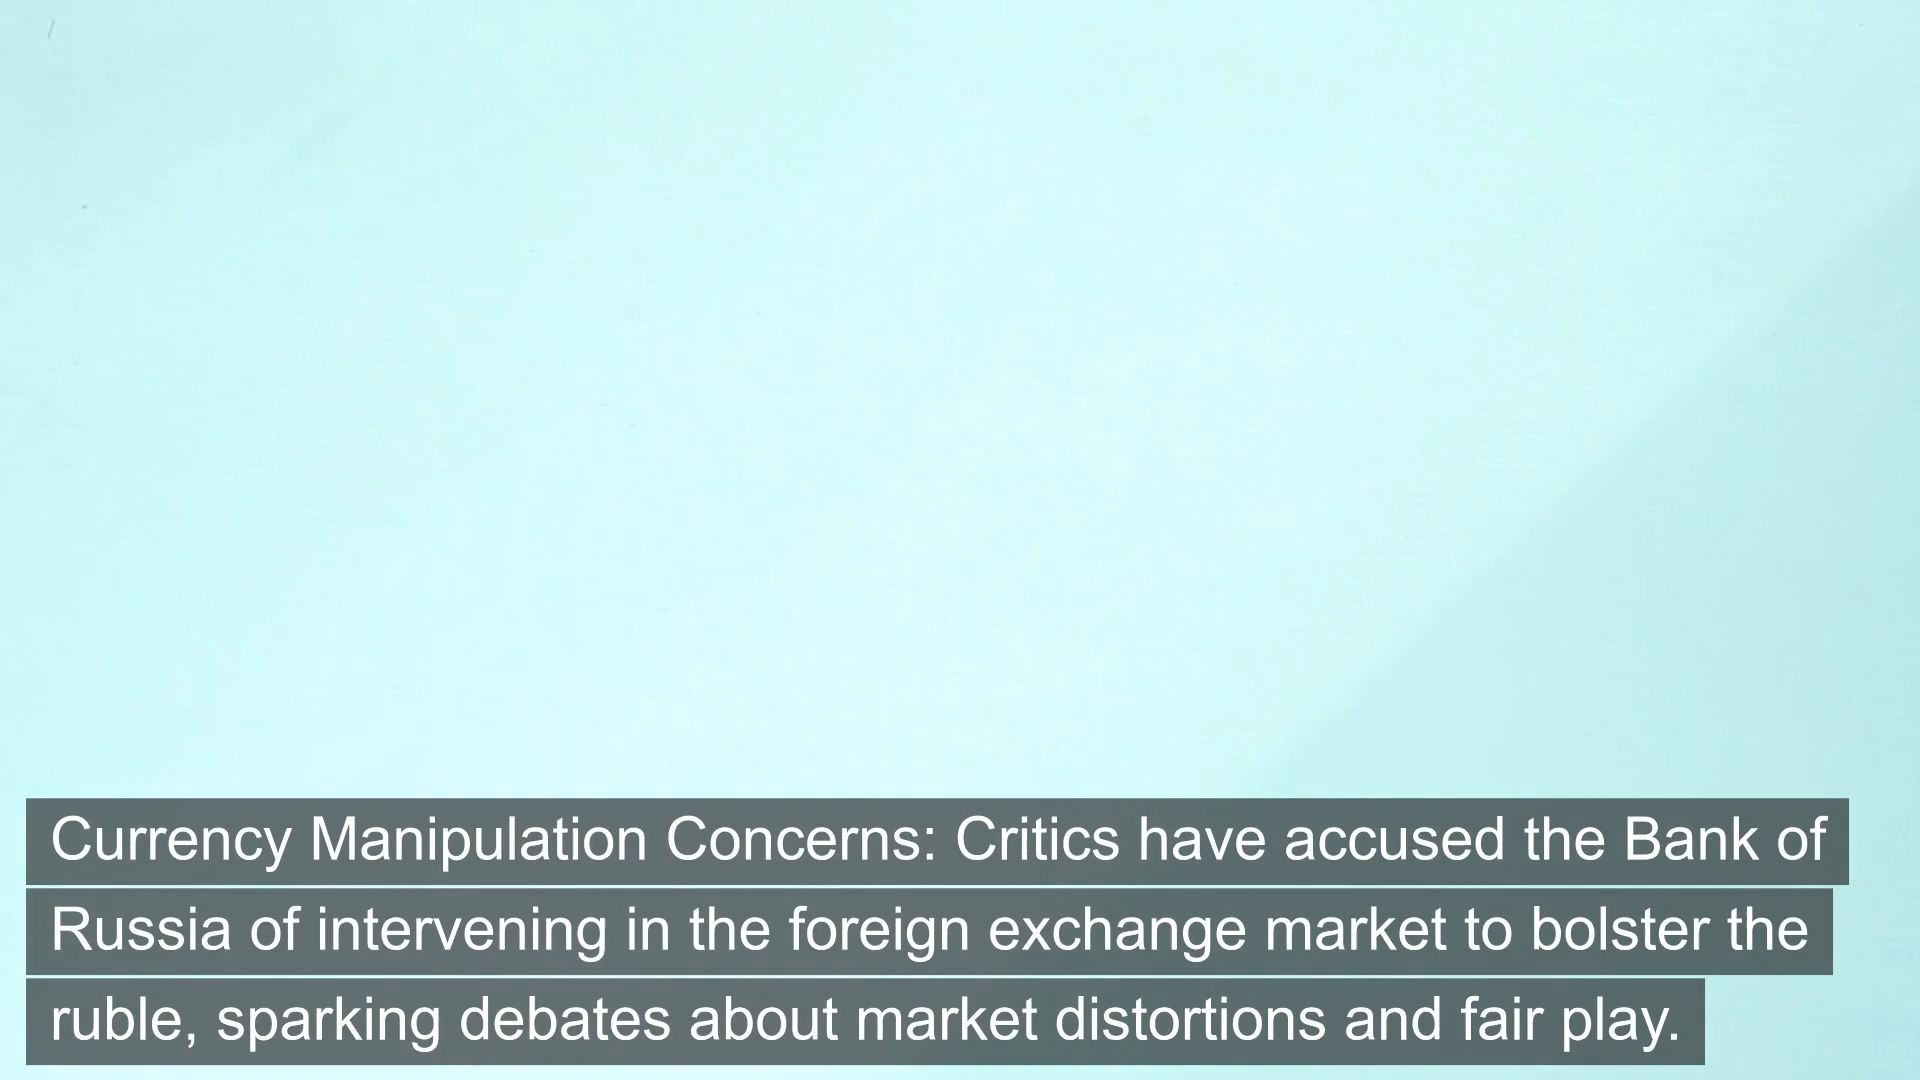 Currency Manipulation Concerns: Critics have accused the Bank of
Russia of intervening in the foreign exchange market to bolster the
ruble, sparking debates about market distortions and fair play.